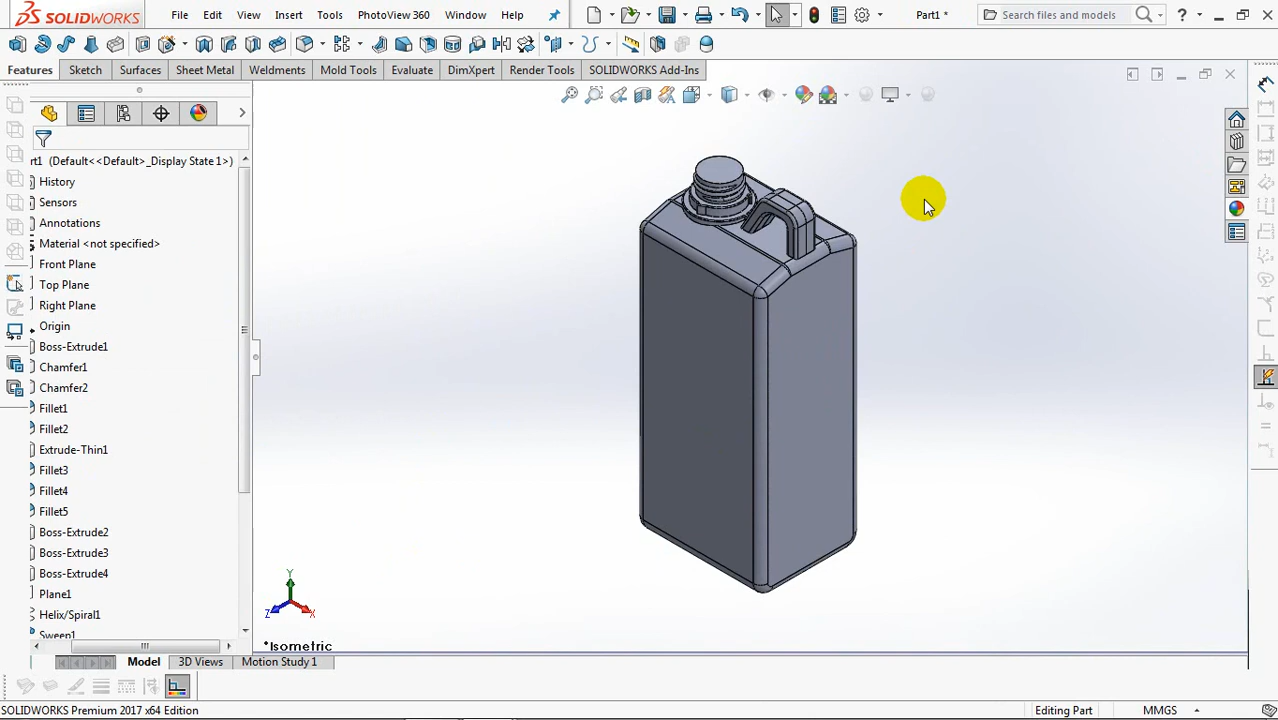 SOLIDWORKS File Edit View Insert Tools PhotoView 360 Window Help Part1 * Search files and models ?
Features Sketch Surfaces Sheet Metal Weldments Mold Tools Evaluate DimXpert Render Tools SOLIDWORKS Add-Ins
rt1 (Default<<Default>_Display State 1>)
History
Sensors
Annotations
Material <not specified>
Front Plane
Top Plane
Right Plane
Origin
Boss-Extrude1
Chamfer1
Chamfer2
Fillet1
Fillet2
Extrude-Thin1
Fillet3
Fillet4
Fillet5
Boss-Extrude2
Boss-Extrude3
Boss-Extrude4
Plane1
Helix/Spiral1
Sweep1
Y
Z X
*Isometric
Model 3D Views Motion Study 1
SOLIDWORKS Premium 2017 x64 Edition Editing Part MMGS